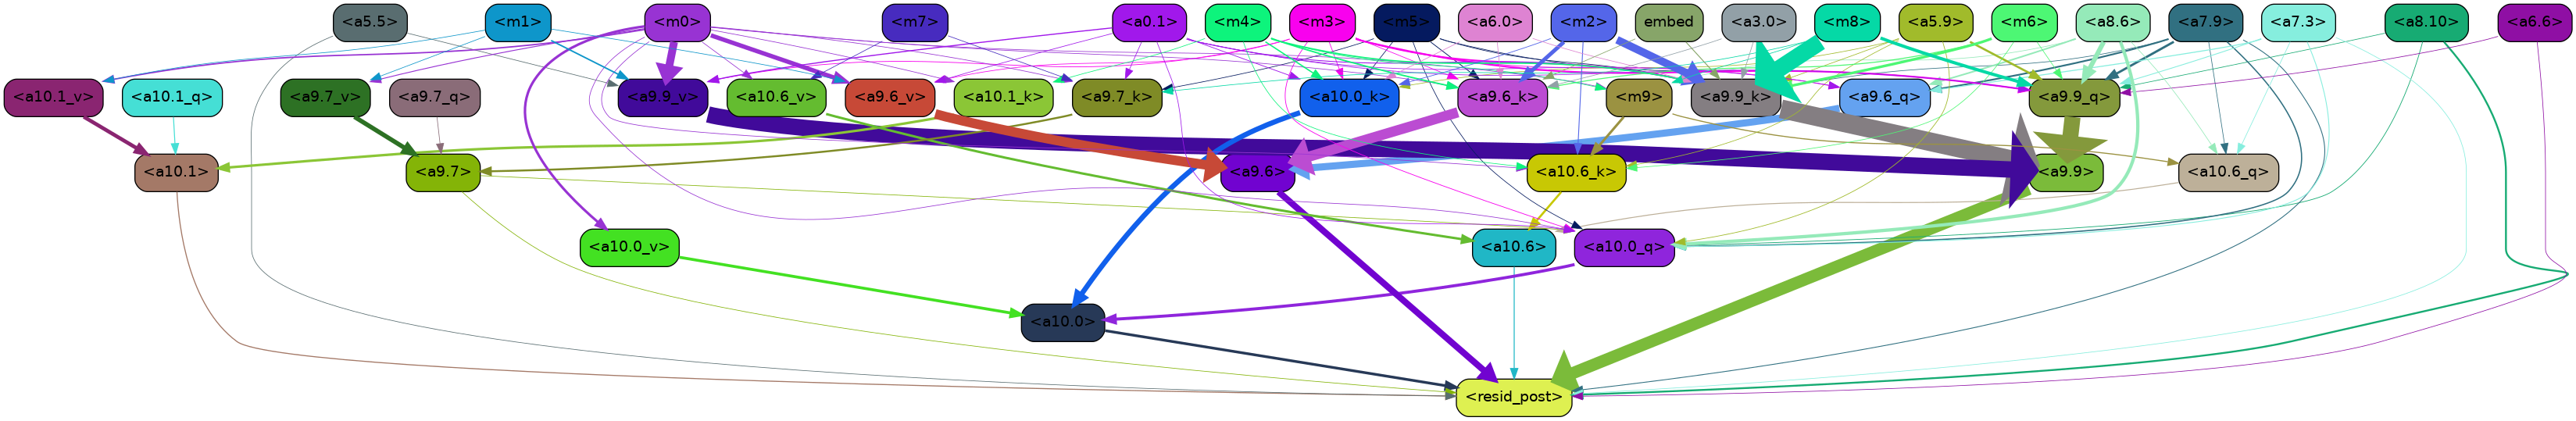 <a5.5> <m1> <m0> <m7> <a0.1> <m4> <m3> <m5> <a6.0> <m2> embed <a3.0> <m8> <a5.9> <m6> <a8.6> <a7.9> <a7.3> <a8.10> <a6.6>
<a10.1_v> <a10.1_q> <a9.7_v> <a9.7_q> <a9.9_v> <a10.6_v> <a9.6_v> <a10.1_k> <a9.7_k> <a10.0_k> <a9.6_k> <m9> <a9.9_k> <a9.6_q> <a9.9_q>
<a10.1> <a9.7> <a9.6> <a10.6_k> <a9.9> <a10.6_q>
<a10.0_v> <a10.6> <a10.0_q>
<a10.0>
<resid_post>